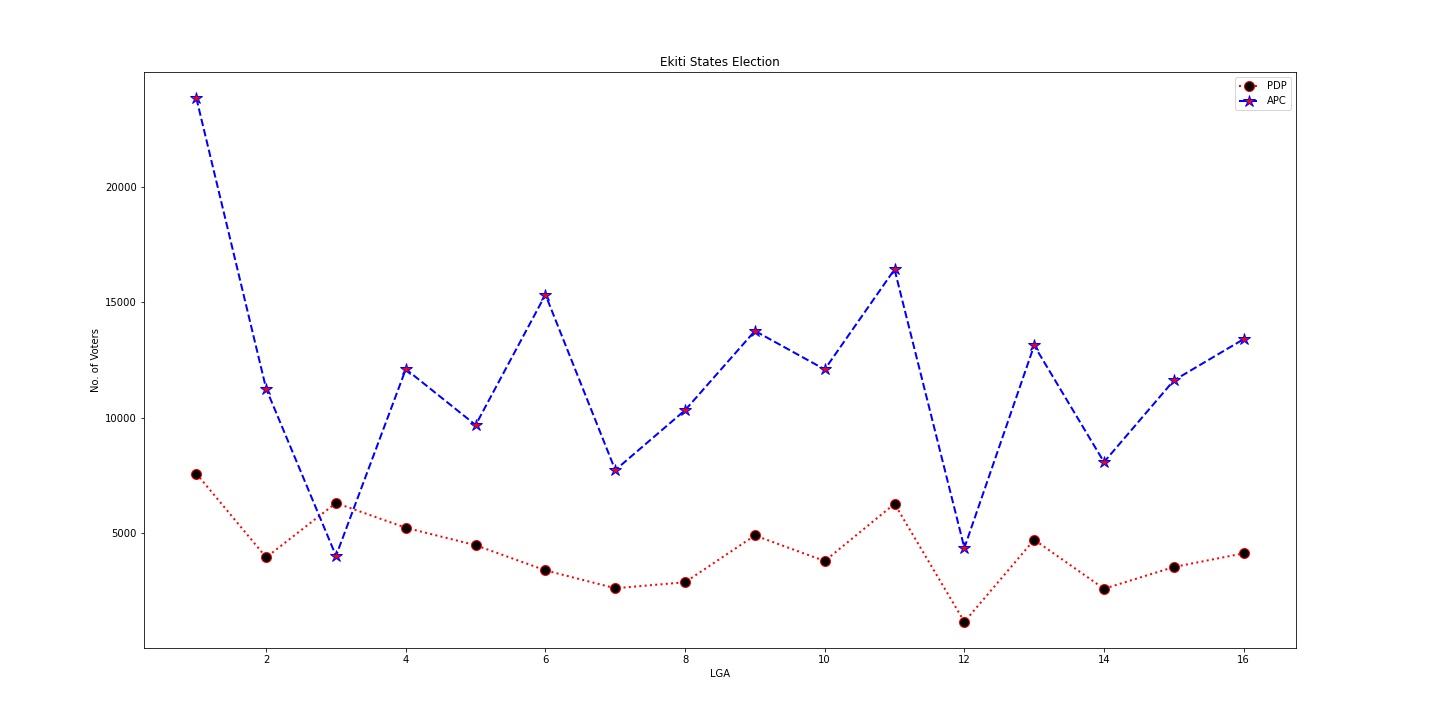 Ekiti States Election
PDP
APC
No. of Voters
20000
15000
10000
5000
2 4 6 8 10 12 14 16
LGA